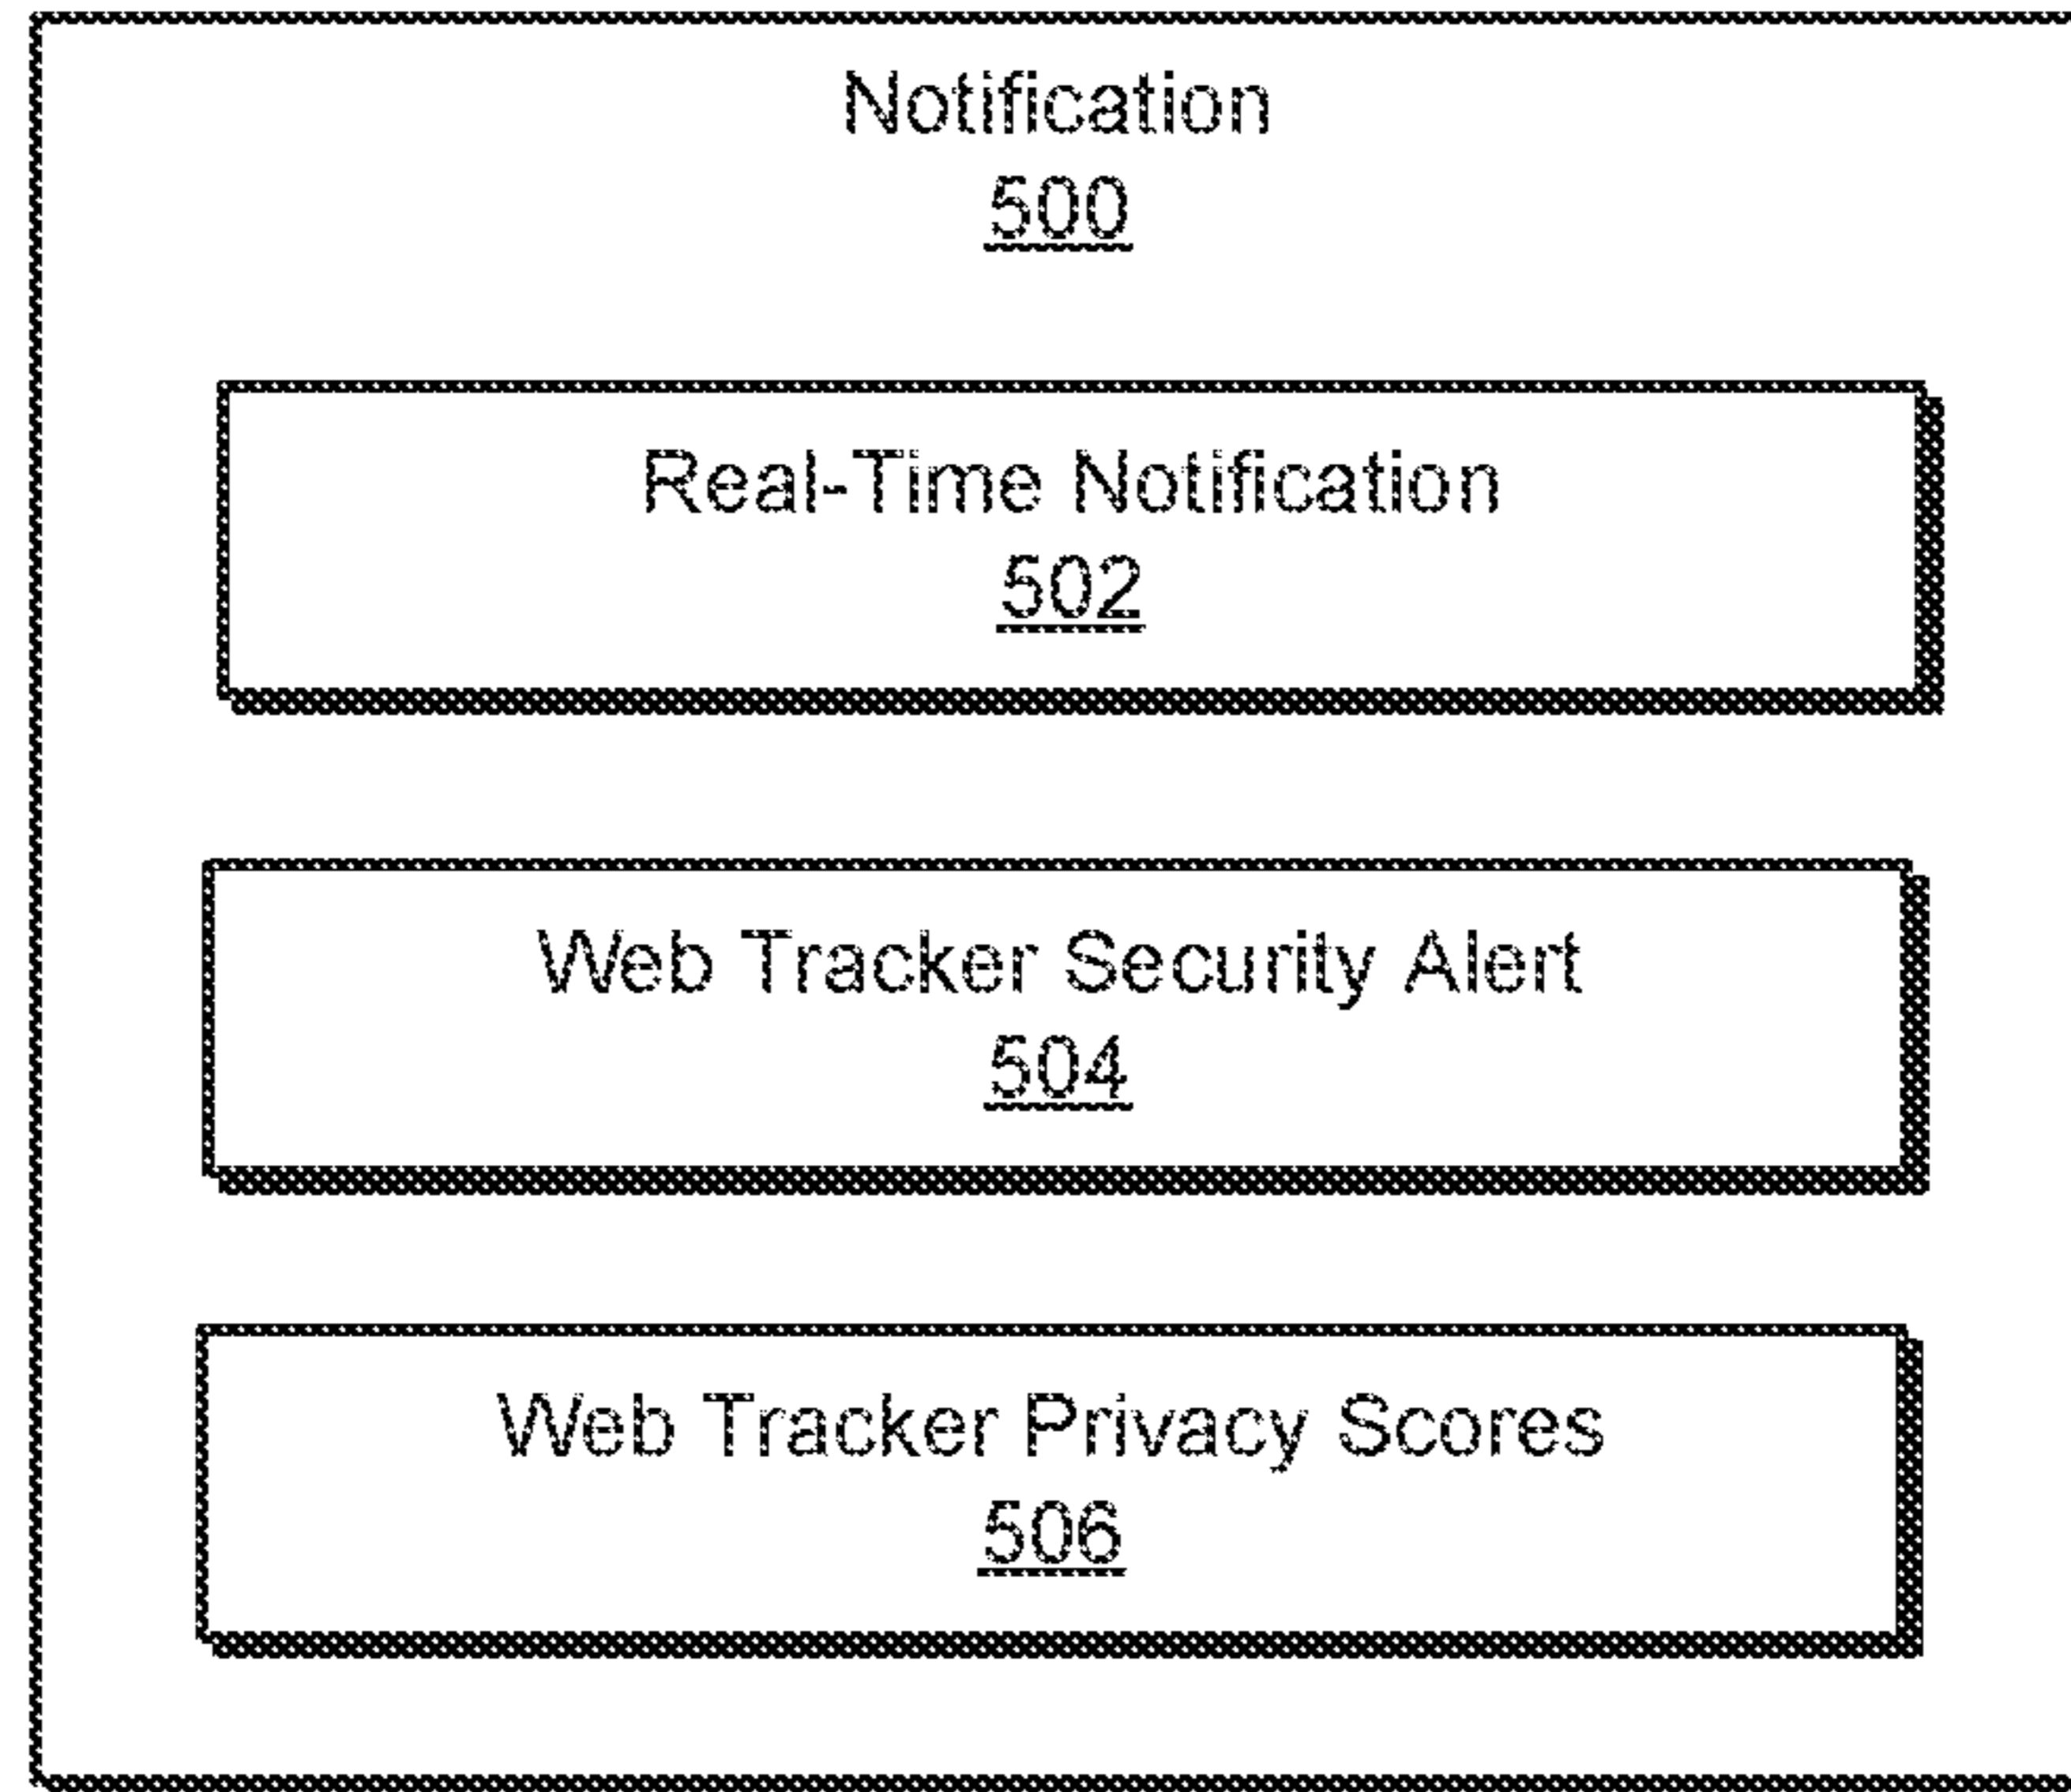 Notification
500
Real-Time Notification
502
Web Tracker Security Alert
504
Web Tracker Privacy Scores
506